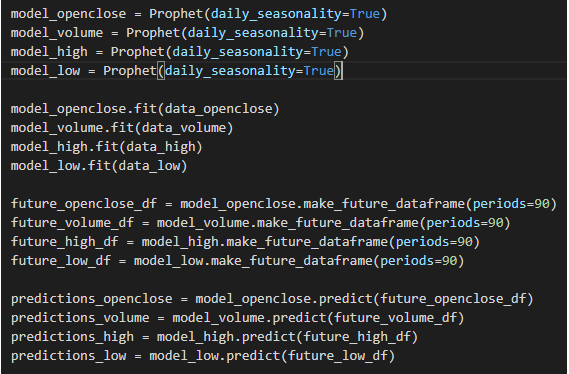 model_openclose = Prophet(daily_seasonality=True)
model_volume = Prophet(daily_seasonality=True)
model_high = Prophet(daily_seasonality=True)
model_low = Prophet(daily_seasonality=True)
model_openclose.fit(data_openclose)
model_volume.fit(data_volume)
model_high.fit(data_high)
model_low.fit(data_low)
future_openclose_df = model_openclose.make_future_dataframe(periods=90)
future_volume_df = model_volume.make_future_dataframe(periods=90)
future_high_df = model_high.make_future_dataframe(periods=90)
future_low_df = model_low.make_future_dataframe(periods=90)
predictions_openclose = model_openclose.predict(future_openclose_df)
predictions_volume = model_volume.predict(future_volume_df)
predictions_high = model_high.predict(future_high_df)
predictions_low = model_low.predict(future_low_df)